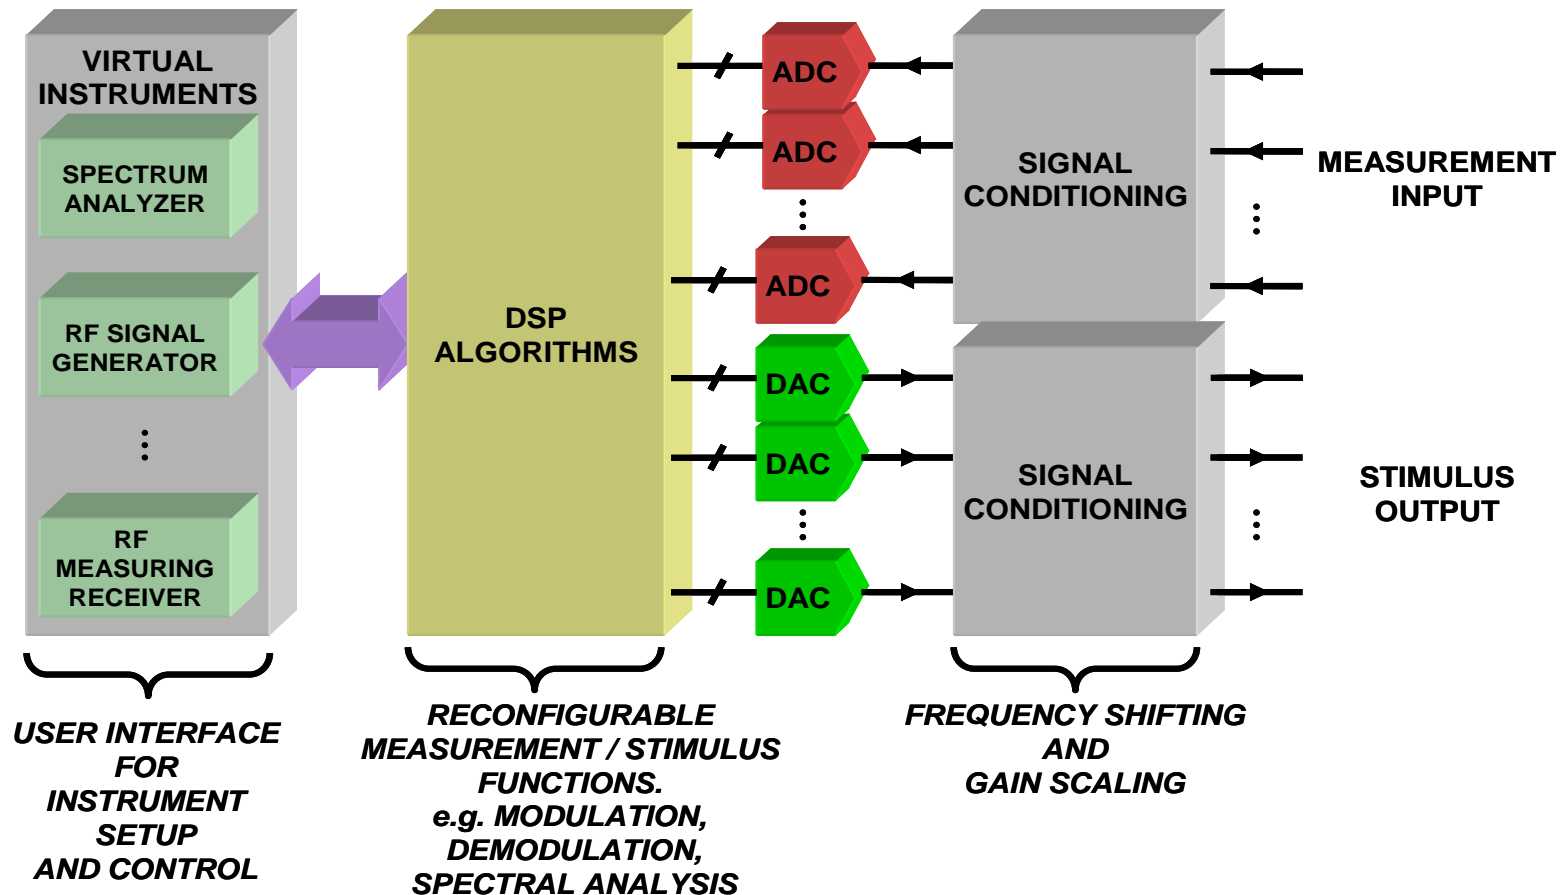 VIRTUAL
INSTRUMENTS
SPECTRUM
ANALYZER
RF SIGNAL
GENERATOR
RF
MEASURING
RECEIVER
DSP
ALGORITHMS
ADC
ADC
ADC
DAC
DAC
DAC
SIGNAL
CONDITIONING
SIGNAL
CONDITIONING
MEASUREMENT
INPUT
STIMULUS
OUTPUT
USER INTERFACE
FOR
INSTRUMENT
SETUP
AND CONTROL
RECONFIGURABLE
MEASUREMENT / STIMULUS
FUNCTIONS.
e.g. MODULATION,
DEMODULATION,
SPECTRAL ANALYSIS
FREQUENCY SHIFTING
AND
GAIN SCALING